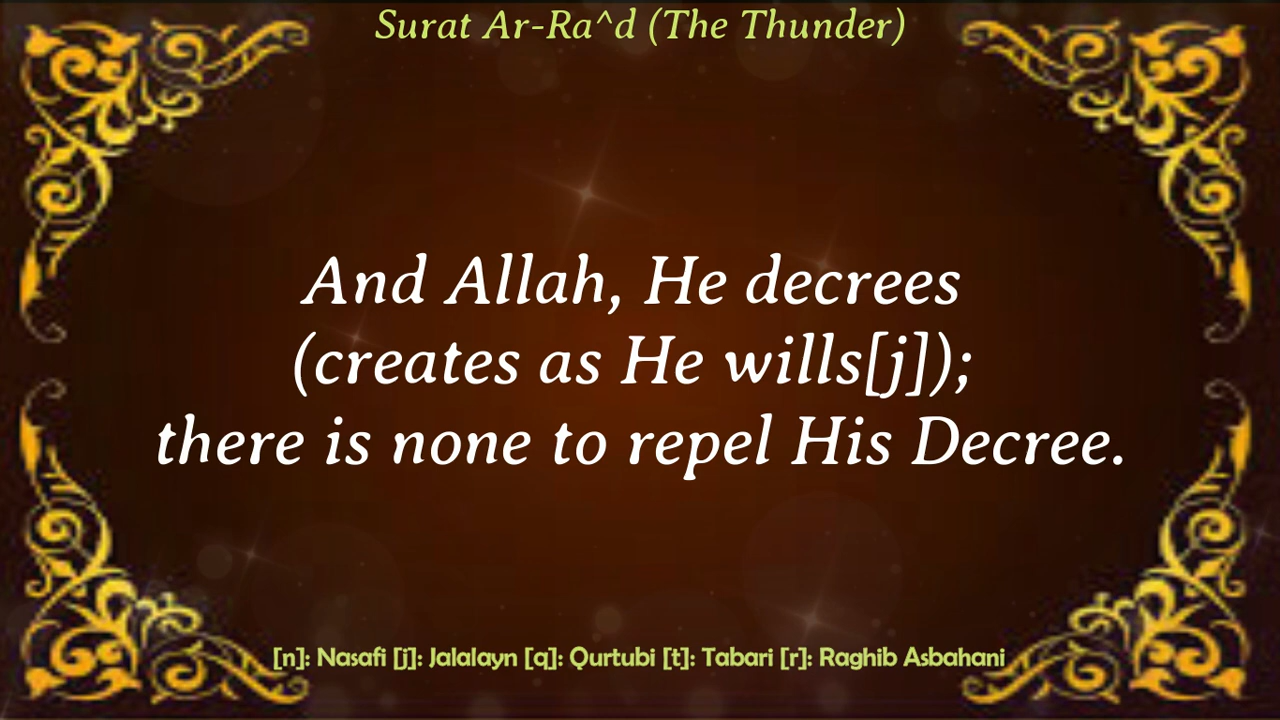 Surat Ar-Ra^d (The Thunder)
And Allah, He decrees
(creates as He wills[j]);
there is none to repel His Decree.
[n]: Nasafi [j]: Jalalayn [q]: Qurtubi [t]: Tabari [r]: Raghib Asbahani